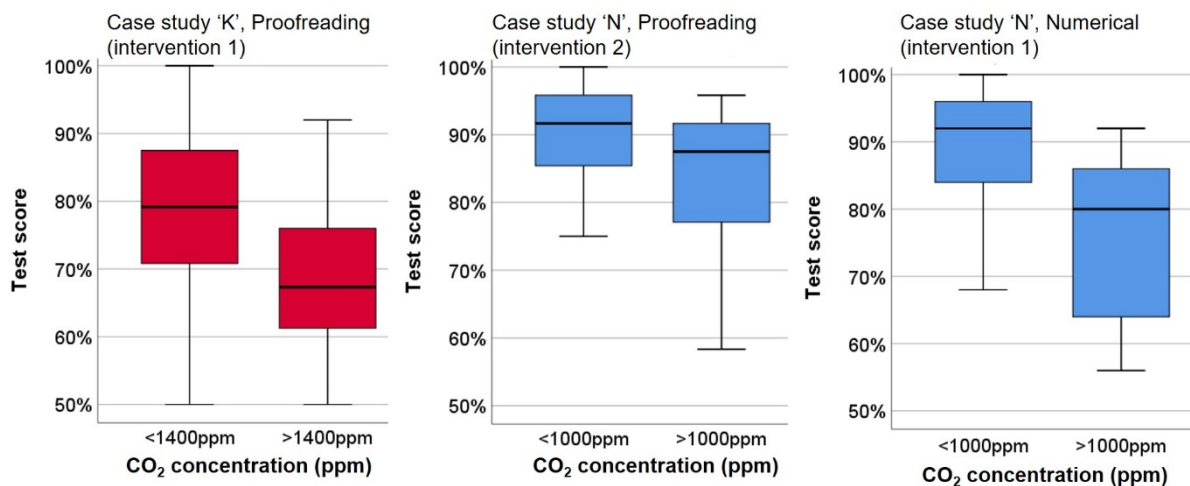 Case study ‘K’, Proofreading
(intervention 1)
100%
90%
80%
70%
60%
50%
Test score
<1400ppm
>1400ppm
CO₂ concentration (ppm)
Case study ‘N’, Proofreading
(intervention 2)
100%
90%
80%
70%
60%
50%
Test score
<1000ppm
>1000ppm
CO₂ concentration (ppm)
Case study ‘N’, Numerical
(intervention 1)
100%
90%
80%
70%
60%
50%
Test score
<1000ppm
>1000ppm
CO₂ concentration (ppm)